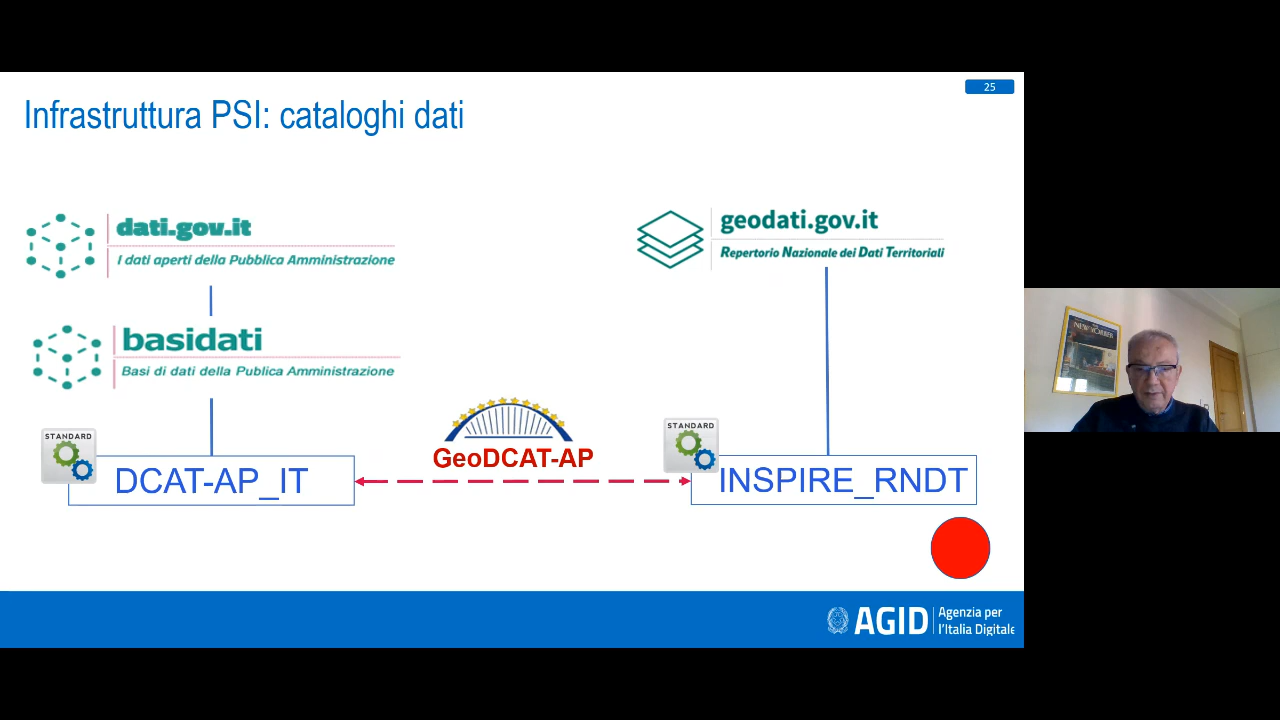 25
Infrastruttura PSI: cataloghi dati
dati.gov.it
I dati aperti della Pubblica Amministrazione
geodati.gov.it
Repertorio Nazionale dei Dati Territoriali
basidati
Basi di dati della Publica Amministrazione
STANDARD
DCAT-AP_IT
GeoDCAT-AP
STANDARD
INSPIRE_RNDT
NEW YORKER
AGID
Agenzia per
l'Italia Digitale